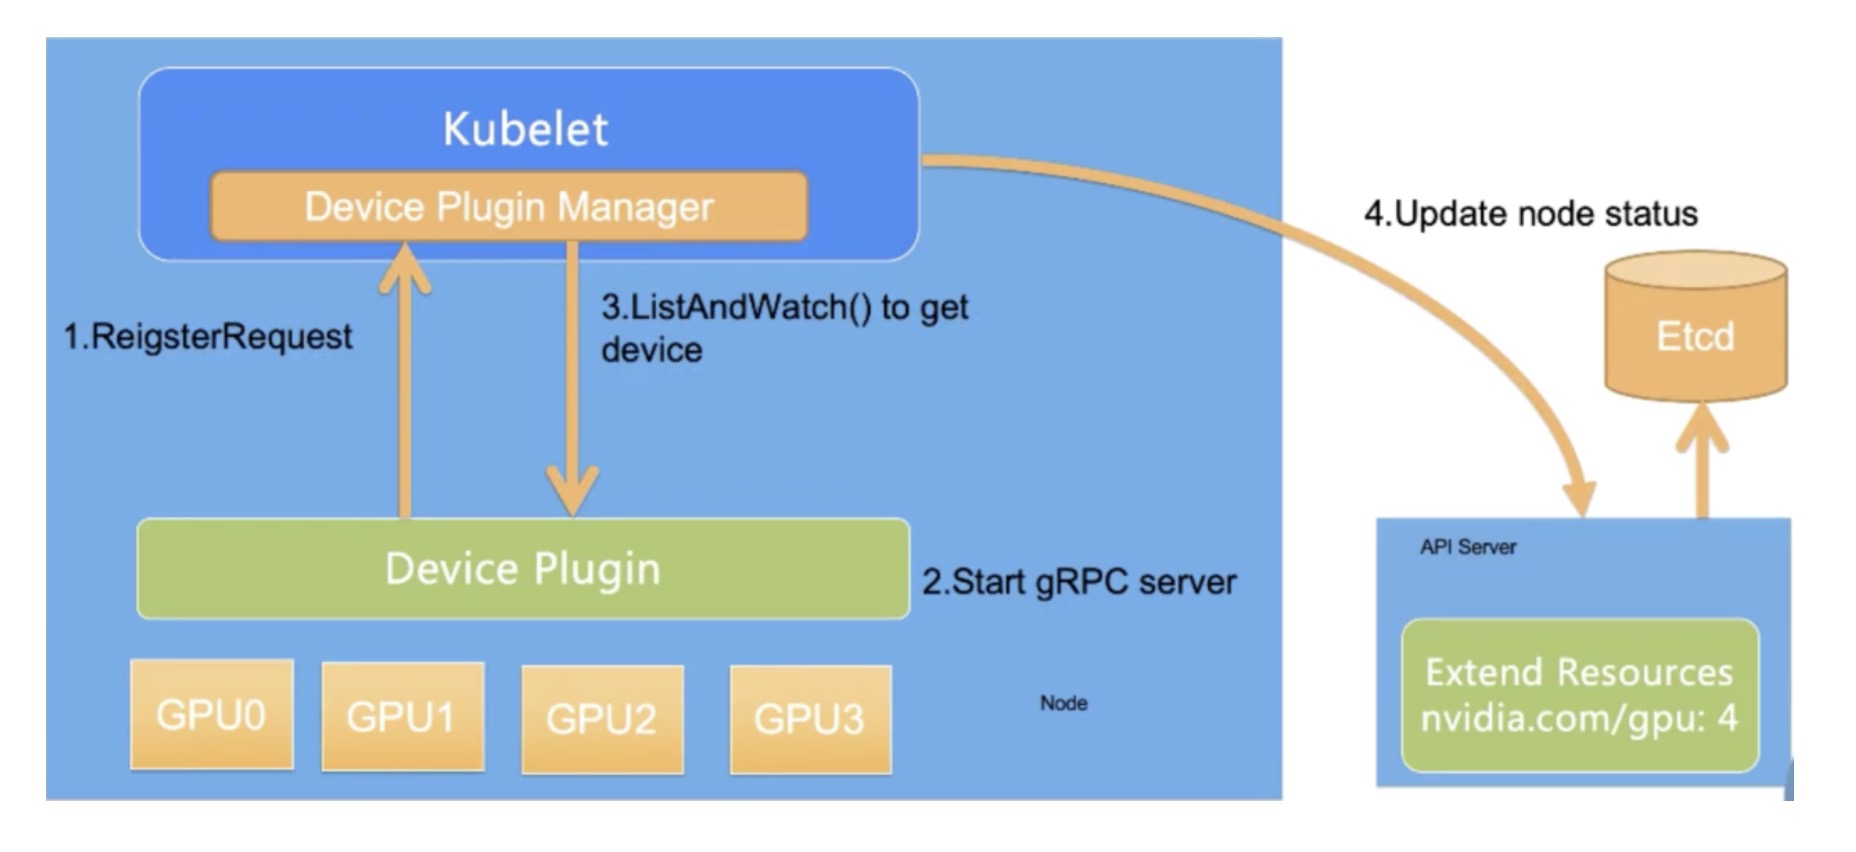 Kubelet
Device Plugin Manager
4.Update node status
3.ListAndWatch() to get
device
1.ReigsterRequest
Etcd
API Server
Device Plugin
2.Start gRPC server
Extend Resources
nvidia.com/gpu: 4
GPU0
GPU1
GPU2
GPU3
Node